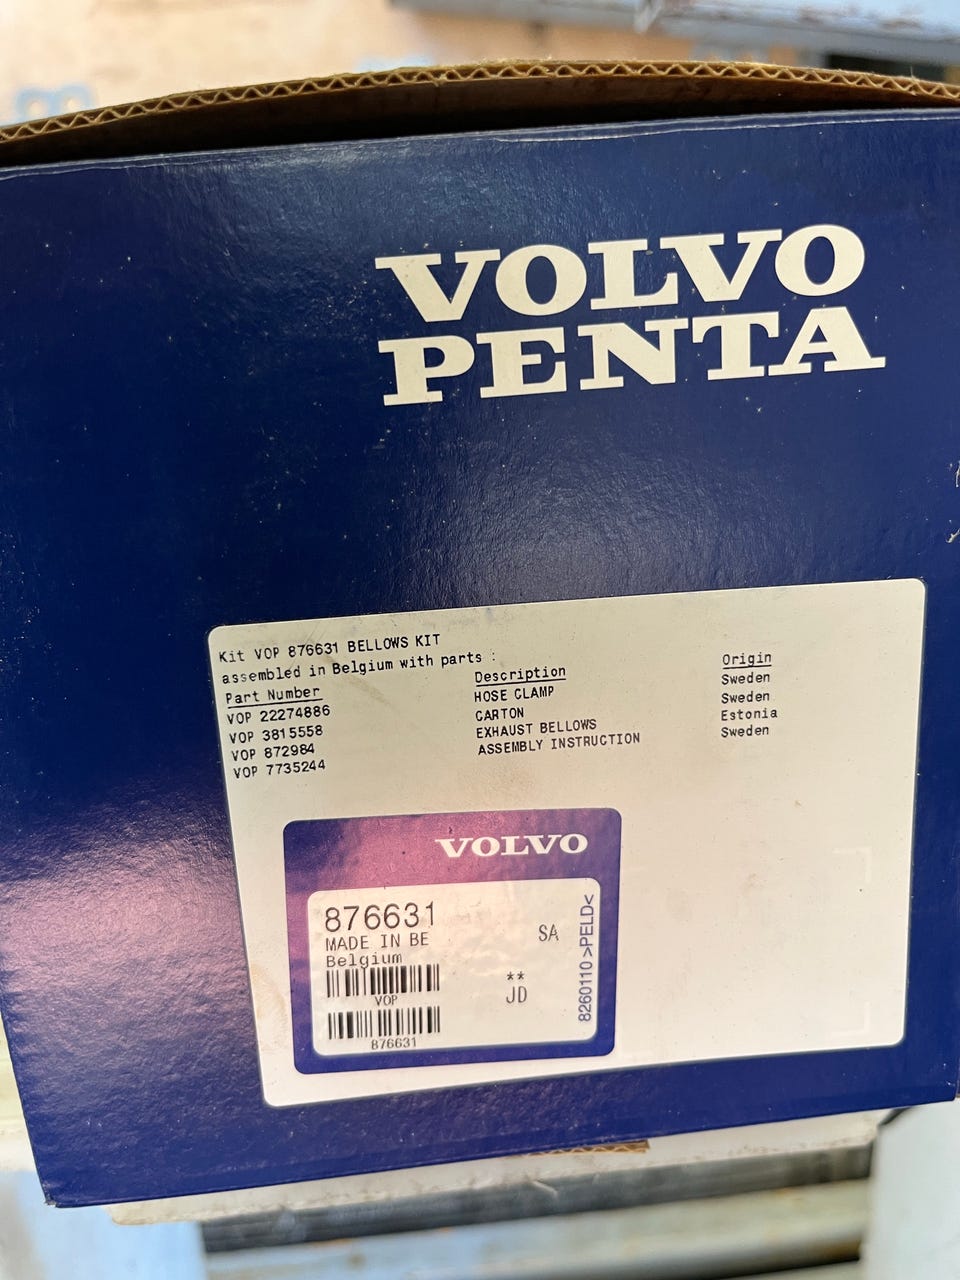 VOLVO
PENTA
Kit VOP 876631 BELLOWS KIT
assembled in Belgium with parts :
Part Number Description Origin
VOP 22274886 HOSE CLAMP Sweden
VOP 3815558 CARTON Sweden
VOP 872984 EXHAUST BELLOWS Estonia
VOP 7735244 ASSEMBLY INSTRUCTION Sweden
VOLVO
876631
MADE IN BE SA
Belgium
**
VOP JD
876631
8260110 >PELD<